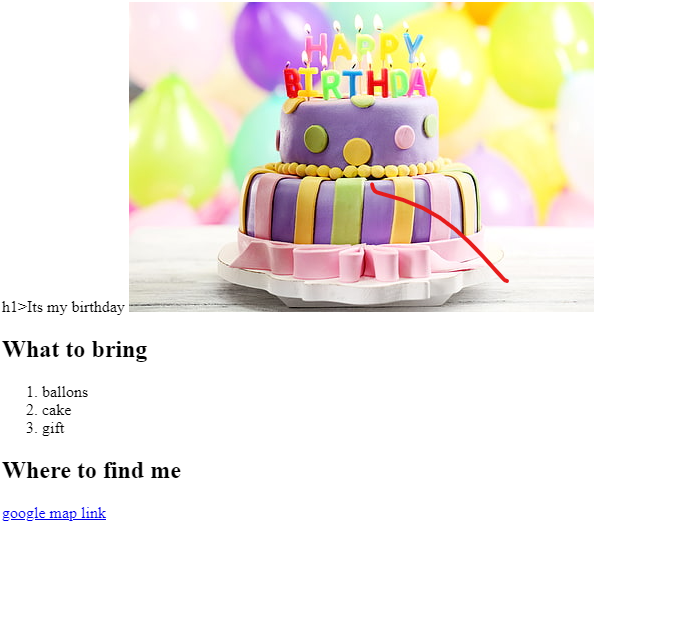 HAPPY
BIRTHDAY
h1>Its my birthday
What to bring
1. ballons
2. cake
3. gift
Where to find me
google map link